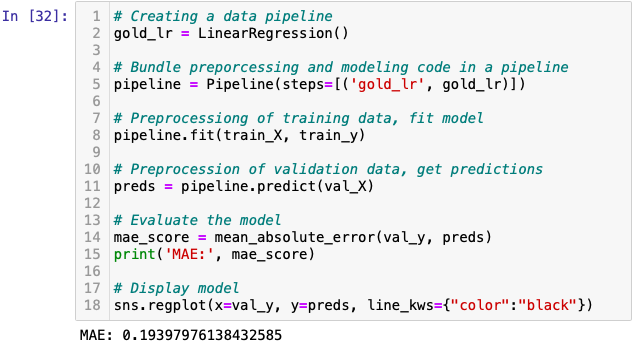 In [32]:
1 # Creating a data pipeline
2 gold_lr = LinearRegression()
3
4 # Bundle preporcessing and modeling code in a pipeline
5 pipeline = Pipeline(steps=[('gold_lr', gold_lr)])
6
7 # Preprocessiong of training data, fit model
8 pipeline.fit(train_X, train_y)
9
10 # Preprocession of validation data, get predictions
11 preds = pipeline.predict(val_X)
12
13 # Evaluate the model
14 mae_score = mean_absolute_error(val_y, preds)
15 print('MAE:', mae_score)
16
17 # Display model
18 sns.regplot(x=val_y, y=preds, line_kws={"color":"black"})
MAE: 0.19397976138432585